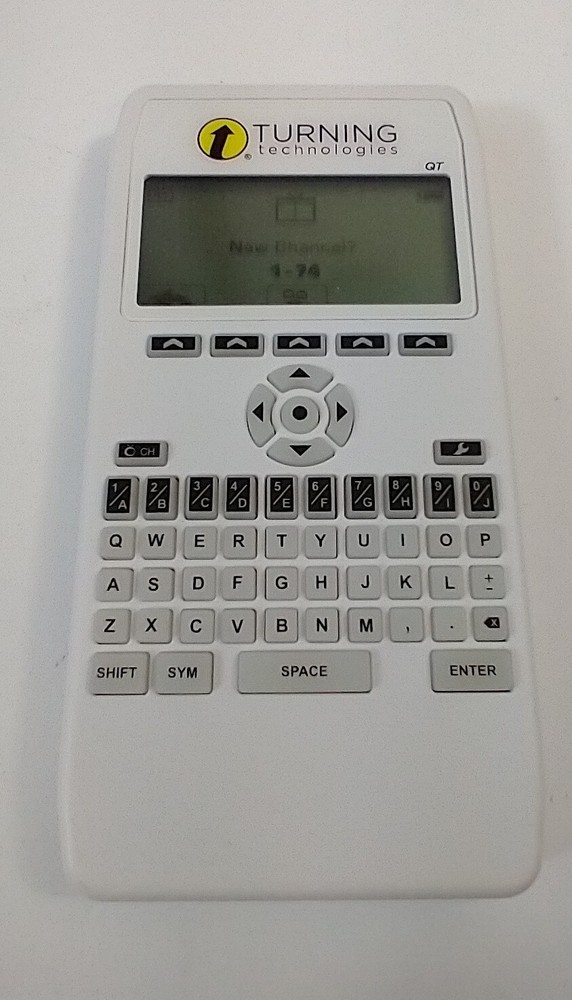 TURNING
technologies
®
QT
New Channel?
1-74
CH
1/A 2/B 3/C 4/D 5/E 6/F 7/G 8/H 9/I 0/J
Q W E R T Y U I O P
A S D F G H J K L +-
Z X C V B N M , .
SHIFT SYM SPACE ENTER